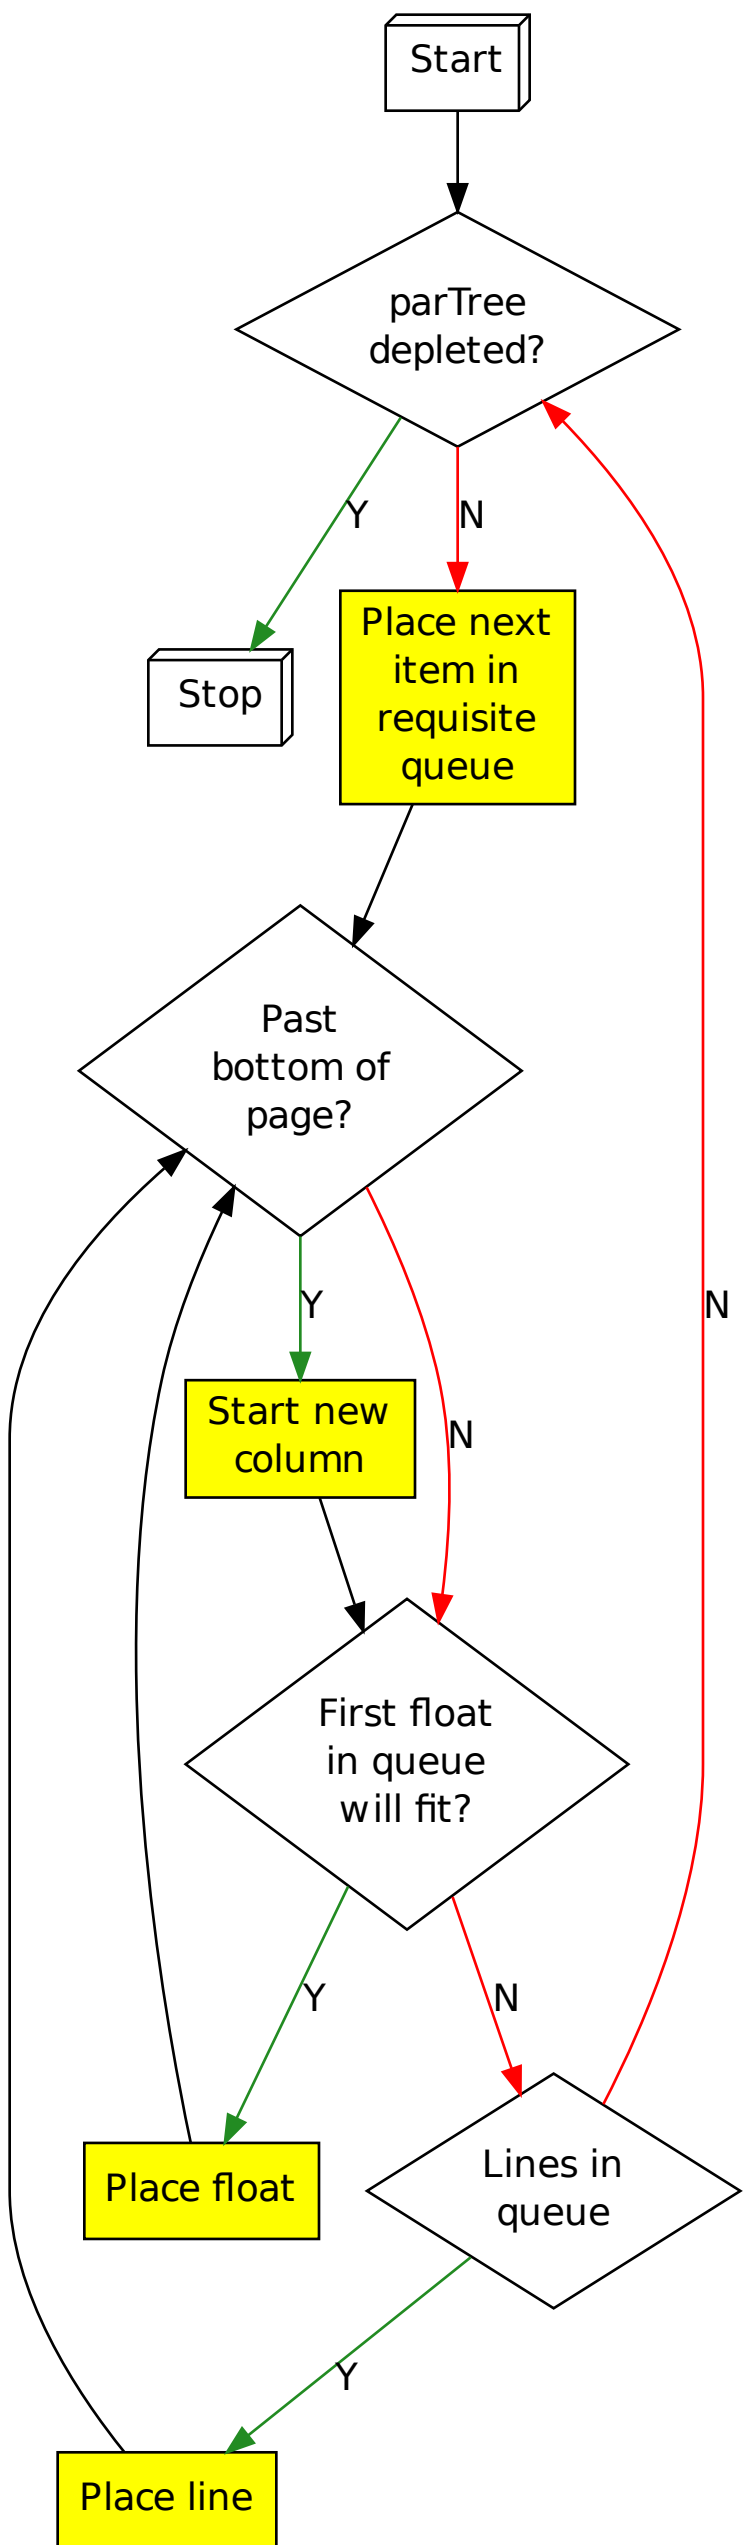 Start
parTree
depleted?
Y
N
Place next
item in
requisite
queue
Stop
Past
bottom of
page?
Y
N
Start new
column
N
First float
in queue
will fit?
Y
N
Place float
Lines in
queue
Y
Place line